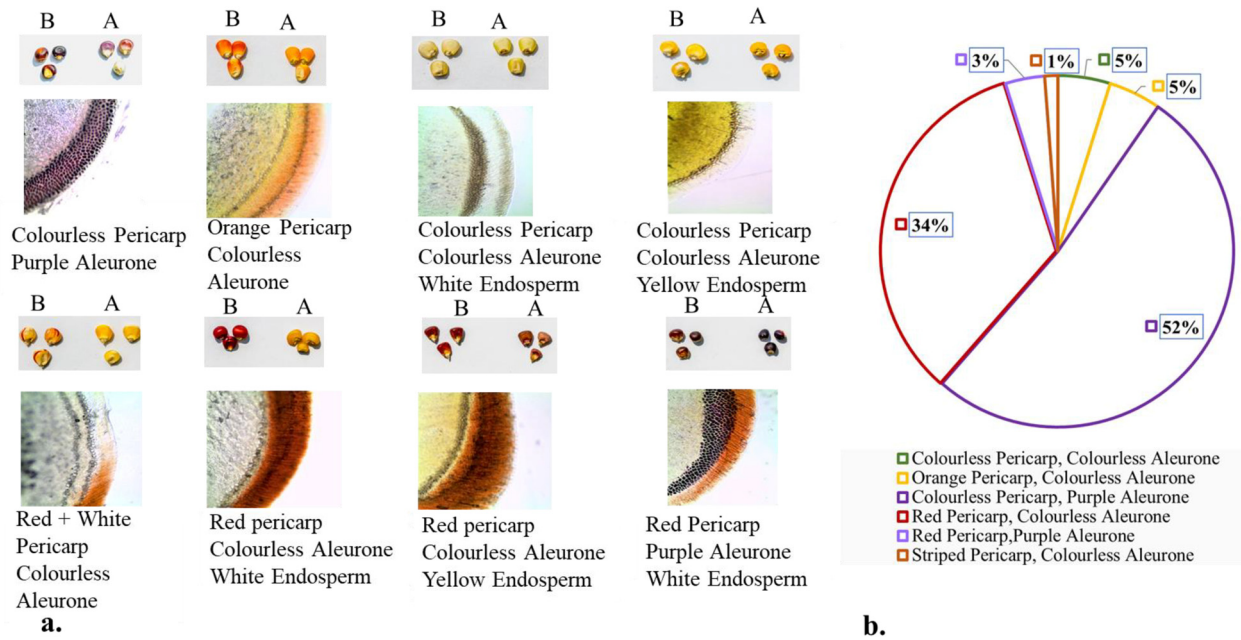 B A
B A
B A
B A
Colourless Pericarp
Purple Aleurone
Orange Pericarp
Colourless
Aleurone
Colourless Pericarp
Colourless Aleurone
White Endosperm
Colourless Pericarp
Colourless Aleurone
Yellow Endosperm
B A
B A
B A
B A
Red + White
Pericarp
Colourless
Aleurone
Red pericarp
Colourless Aleurone
White Endosperm
Red pericarp
Colourless Aleurone
Yellow Endosperm
Red Pericarp
Purple Aleurone
White Endosperm
a.
3%
1%
5%
5%
34%
52%
Colourless Pericarp, Colourless Aleurone
Orange Pericarp, Colourless Aleurone
Colourless Pericarp, Purple Aleurone
Red Pericarp, Colourless Aleurone
Red Pericarp,Purple Aleurone
Striped Pericarp, Colourless Aleurone
b.